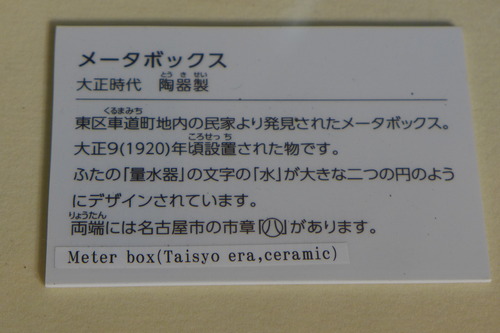 メータボックス
大正時代　陶器製
東区車道町地内の民家より発見されたメータボックス。
大正9(1920)年頃設置された物です。
ふたの「量水器」の文字の「水」が大きな二つの円のよう
にデザインされています。
両端には名古屋市の市章「㊇」があります。
Meter box(Taisyo era,ceramic)